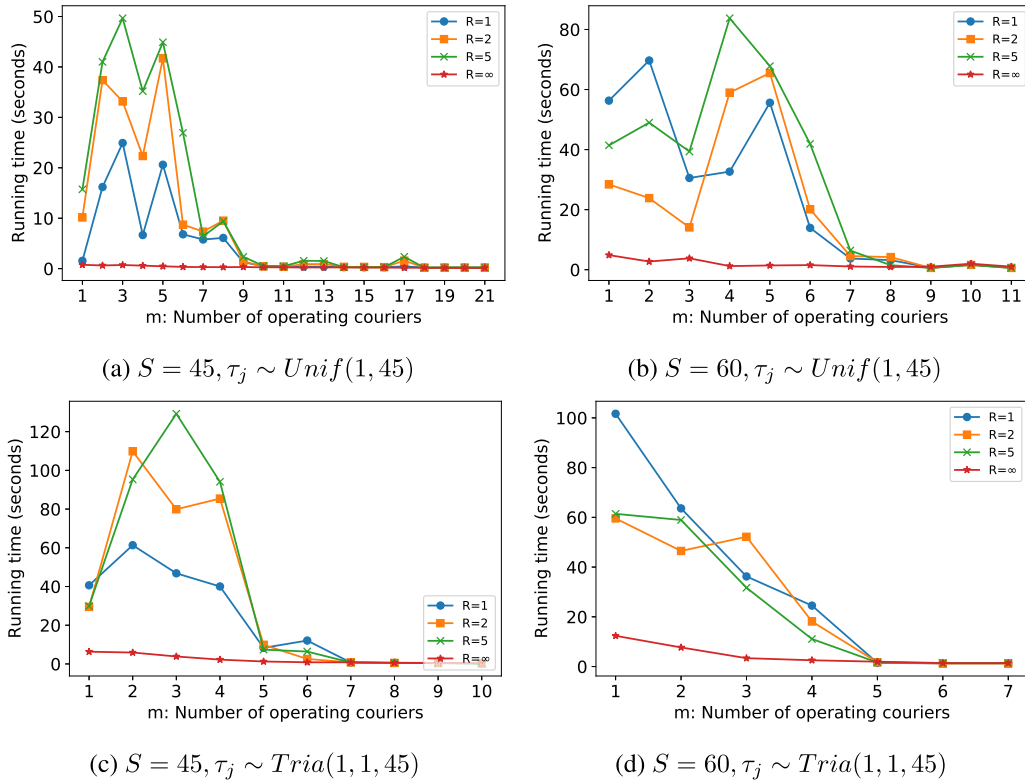 50
40
30
20
10
0
Running time (seconds)
R=1
R=2
R=5
R=∞
1 3 5 7 9 11 13 15 17 19 21
m: Number of operating couriers
(a) S = 45, τj ∼ Unif(1, 45)
80
60
40
20
0
Running time (seconds)
R=1
R=2
R=5
R=∞
1 2 3 4 5 6 7 8 9 10 11
m: Number of operating couriers
(b) S = 60, τj ∼ Unif(1, 45)
120
100
80
60
40
20
0
Running time (seconds)
R=1
R=2
R=5
R=∞
1 2 3 4 5 6 7 8 9 10
m: Number of operating couriers
(c) S = 45, τj ∼ Tria(1, 1, 45)
100
80
60
40
20
0
Running time (seconds)
R=1
R=2
R=5
R=∞
1 2 3 4 5 6 7
m: Number of operating couriers
(d) S = 60, τj ∼ Tria(1, 1, 45)